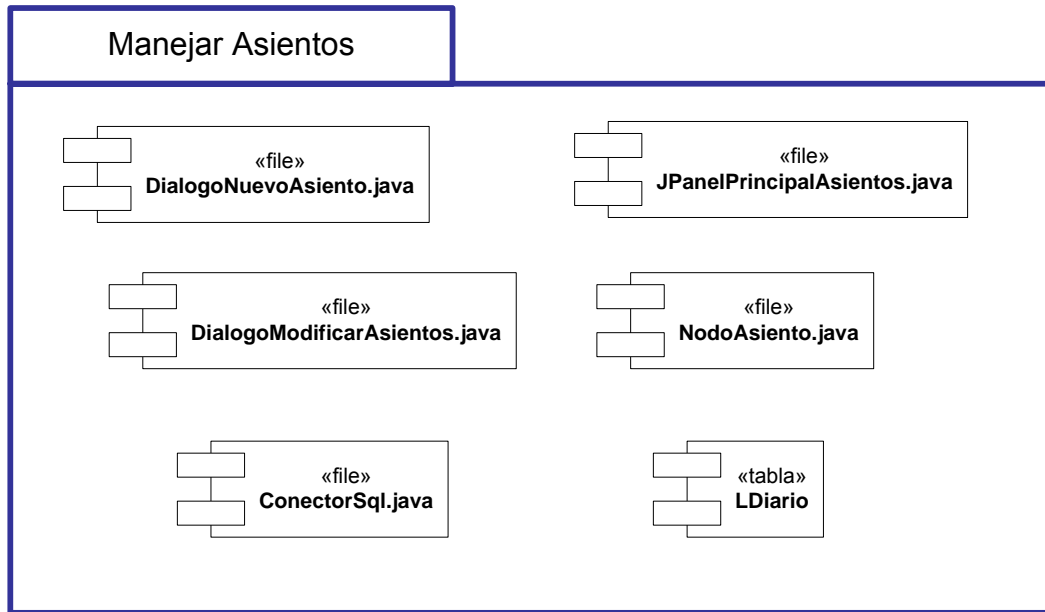 Manejar Asientos
«file»
DialogoNuevoAsiento.java
«file»
JPanelPrincipalAsientos.java
«file»
DialogoModificarAsientos.java
«file»
NodoAsiento.java
«file»
ConectorSql.java
«tabla»
LDiario